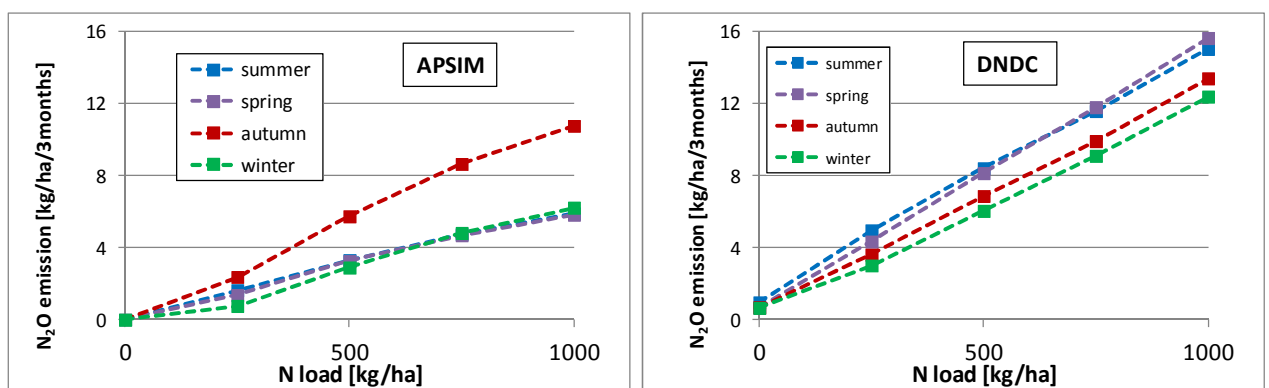 N₂O emission [kg/ha/3months]
16
12
8
4
0
summer
spring
autumn
winter
APSIM
0
500
1000
N load [kg/ha]
N₂O emission [kg/ha/3months]
16
12
8
4
0
summer
spring
autumn
winter
DNDC
0
500
1000
N load [kg/ha]